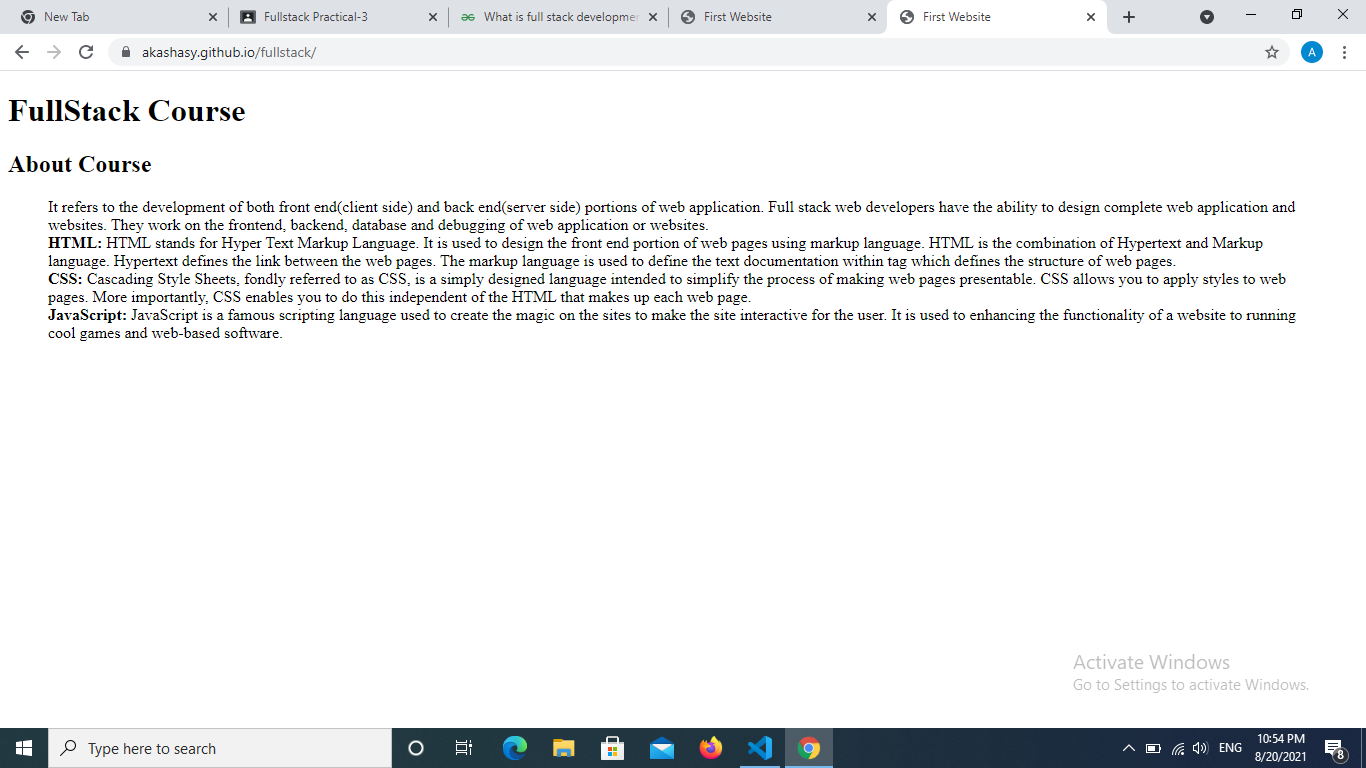 New Tab
Fullstack Practical-3
What is full stack developmen
First Website
First Website
akashasy.github.io/fullstack/
A
FullStack Course
About Course
It refers to the development of both front end(client side) and back end(server side) portions of web application. Full stack web developers have the ability to design complete web application and
websites. They work on the frontend, backend, database and debugging of web application or websites.
HTML: HTML stands for Hyper Text Markup Language. It is used to design the front end portion of web pages using markup language. HTML is the combination of Hypertext and Markup
language. Hypertext defines the link between the web pages. The markup language is used to define the text documentation within tag which defines the structure of web pages.
CSS: Cascading Style Sheets, fondly referred to as CSS, is a simply designed language intended to simplify the process of making web pages presentable. CSS allows you to apply styles to web
pages. More importantly, CSS enables you to do this independent of the HTML that makes up each web page.
JavaScript: JavaScript is a famous scripting language used to create the magic on the sites to make the site interactive for the user. It is used to enhancing the functionality of a website to running
cool games and web-based software.
Activate Windows
Go to Settings to activate Windows.
Type here to search
ENG
10:54 PM
8/20/2021
8